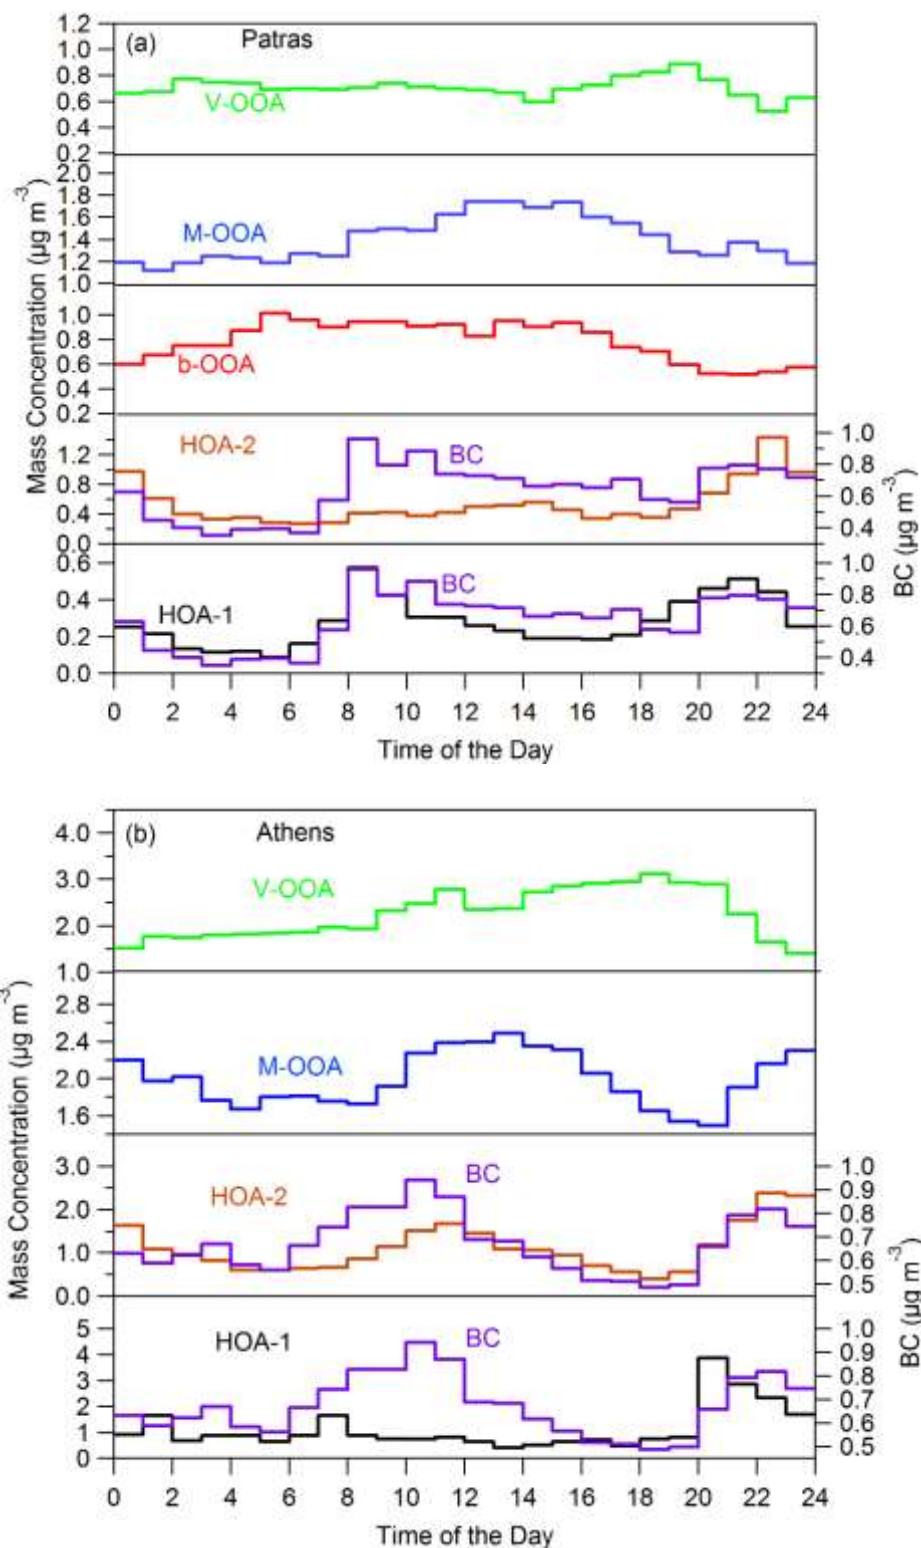 (a) Patras
1.2
1.0
0.8
0.6
0.4
0.2
V-OOA
2.0
1.8
1.6
1.4
1.2
1.0
M-OOA
1.0
0.8
0.6
0.4
0.2
b-OOA
1.2
0.8
0.4
0.0
HOA-2
BC
1.0
0.8
0.6
0.4
0.6
0.4
0.2
0.0
HOA-1
BC
1.0
0.8
0.6
0.4
Mass Concentration (µg m-3)
BC (µg m-3)
0 2 4 6 8 10 12 14 16 18 20 22 24
Time of the Day
(b) Athens
4.0
3.0
2.0
1.0
V-OOA
2.8
2.4
2.0
1.6
M-OOA
3.0
2.0
1.0
0.0
HOA-2
BC
1.0
0.9
0.8
0.7
0.6
0.5
5
4
3
2
1
0
HOA-1
BC
1.0
0.9
0.8
0.7
0.6
0.5
Mass Concentration (µg m-3)
BC (µg m-3)
0 2 4 6 8 10 12 14 16 18 20 22 24
Time of the Day